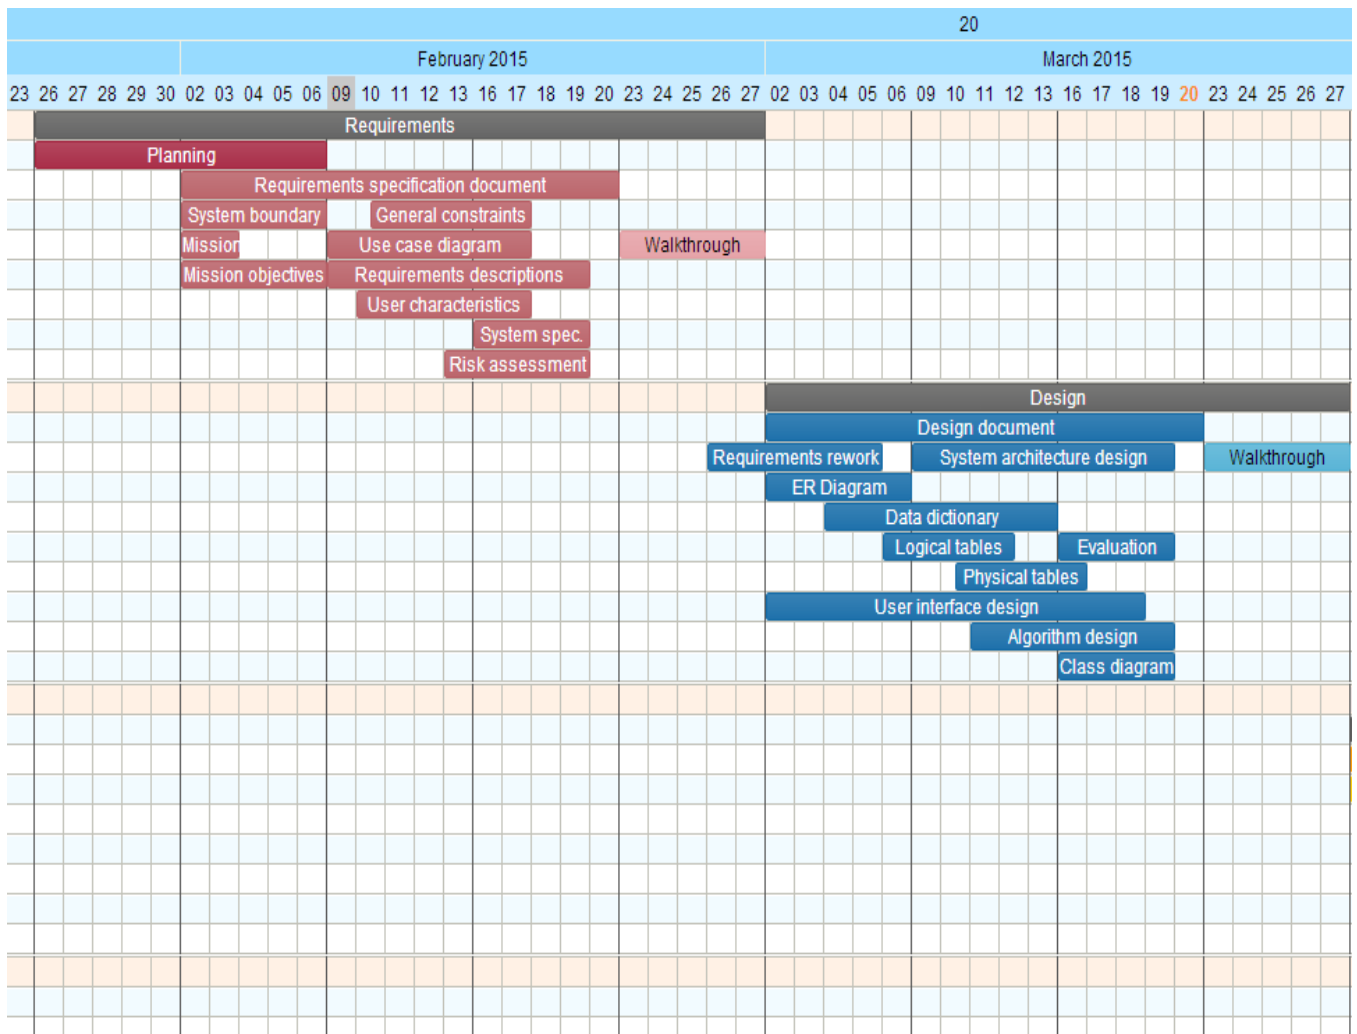 20
February 2015 March 2015
23 26 27 28 29 30 02 03 04 05 06 09 10 11 12 13 16 17 18 19 20 23 24 25 26 27 02 03 04 05 06 09 10 11 12 13 16 17 18 19 20 23 24 25 26 27
Requirements
Planning
Requirements specification document
System boundary General constraints
Mission Use case diagram Walkthrough
Mission objectives Requirements descriptions
User characteristics
System spec.
Risk assessment
Design
Design document
Requirements rework System architecture design Walkthrough
ER Diagram
Data dictionary
Logical tables Evaluation
Physical tables
User interface design
Algorithm design
Class diagram